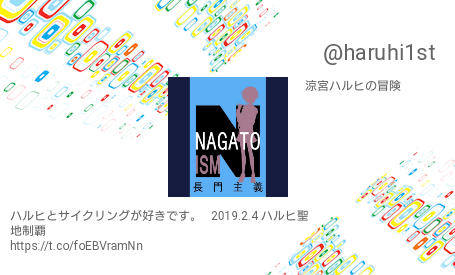 @haruhi1st
涼宮ハルヒの冒険
NAGATO
ISM
長門主義
ハルヒとサイクリングが好きです。 2019.2.4 ハルヒ聖
地制覇
https://t.co/foEBVramNn